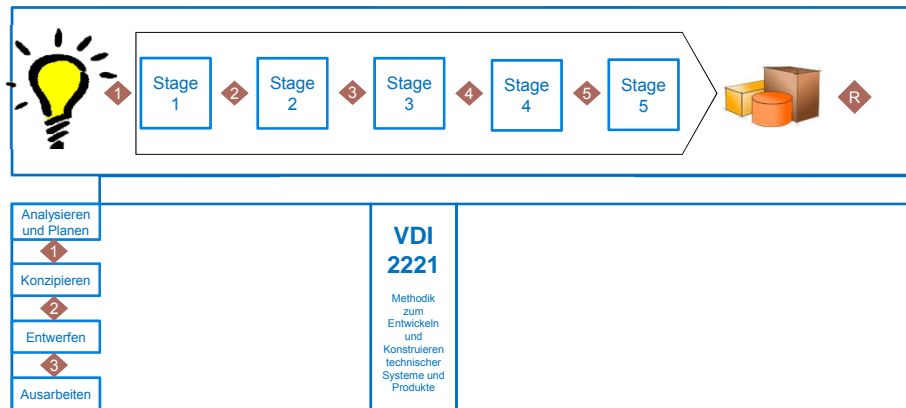 1
Stage
1
2
Stage
2
3
Stage
3
4
Stage
4
5
Stage
5
R
Analysieren
und Planen
1
Konzipieren
2
Entwerfen
3
Ausarbeiten
VDI
2221
Methodik
zum
Entwickeln
und
Konstruieren
technischer
Systeme und
Produkte